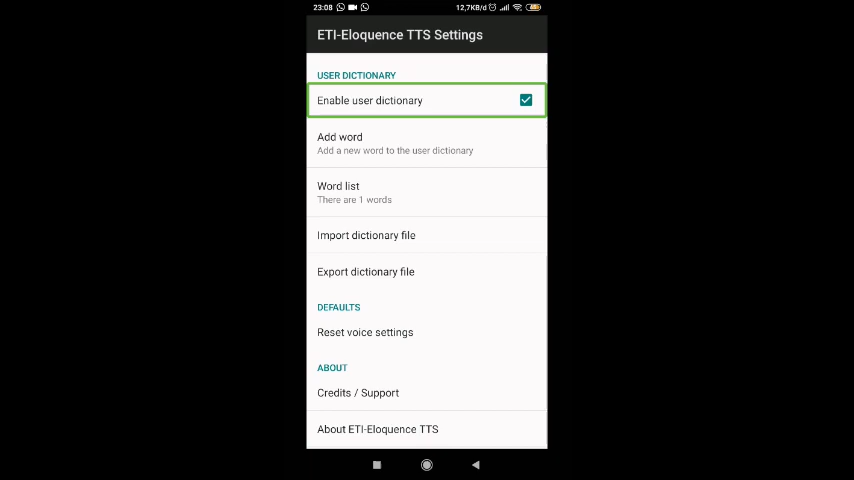 23:08 12,7KB/d
ETI-Eloquence TTS Settings
USER DICTIONARY
Enable user dictionary
Add word
Add a new word to the user dictionary
Word list
There are 1 words
Import dictionary file
Export dictionary file
DEFAULTS
Reset voice settings
ABOUT
Credits / Support
About ETI-Eloquence TTS